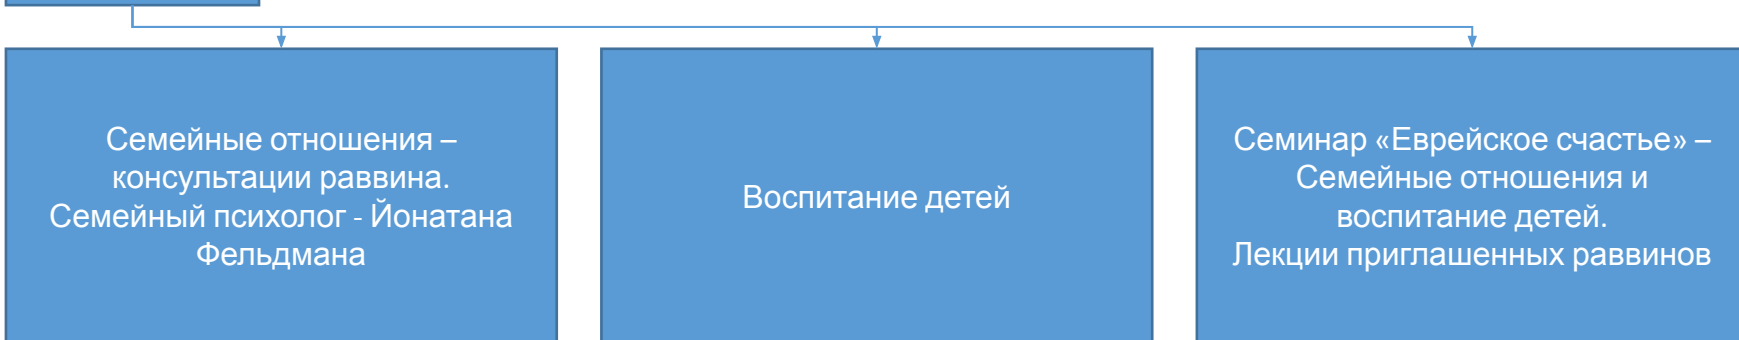 Семейные отношения –
консультации раввина.
Семейный психолог - Йонатана
Фельдмана
Воспитание детей
Семинар «Еврейское счастье» –
Семейные отношения и
воспитание детей.
Лекции приглашенных раввинов